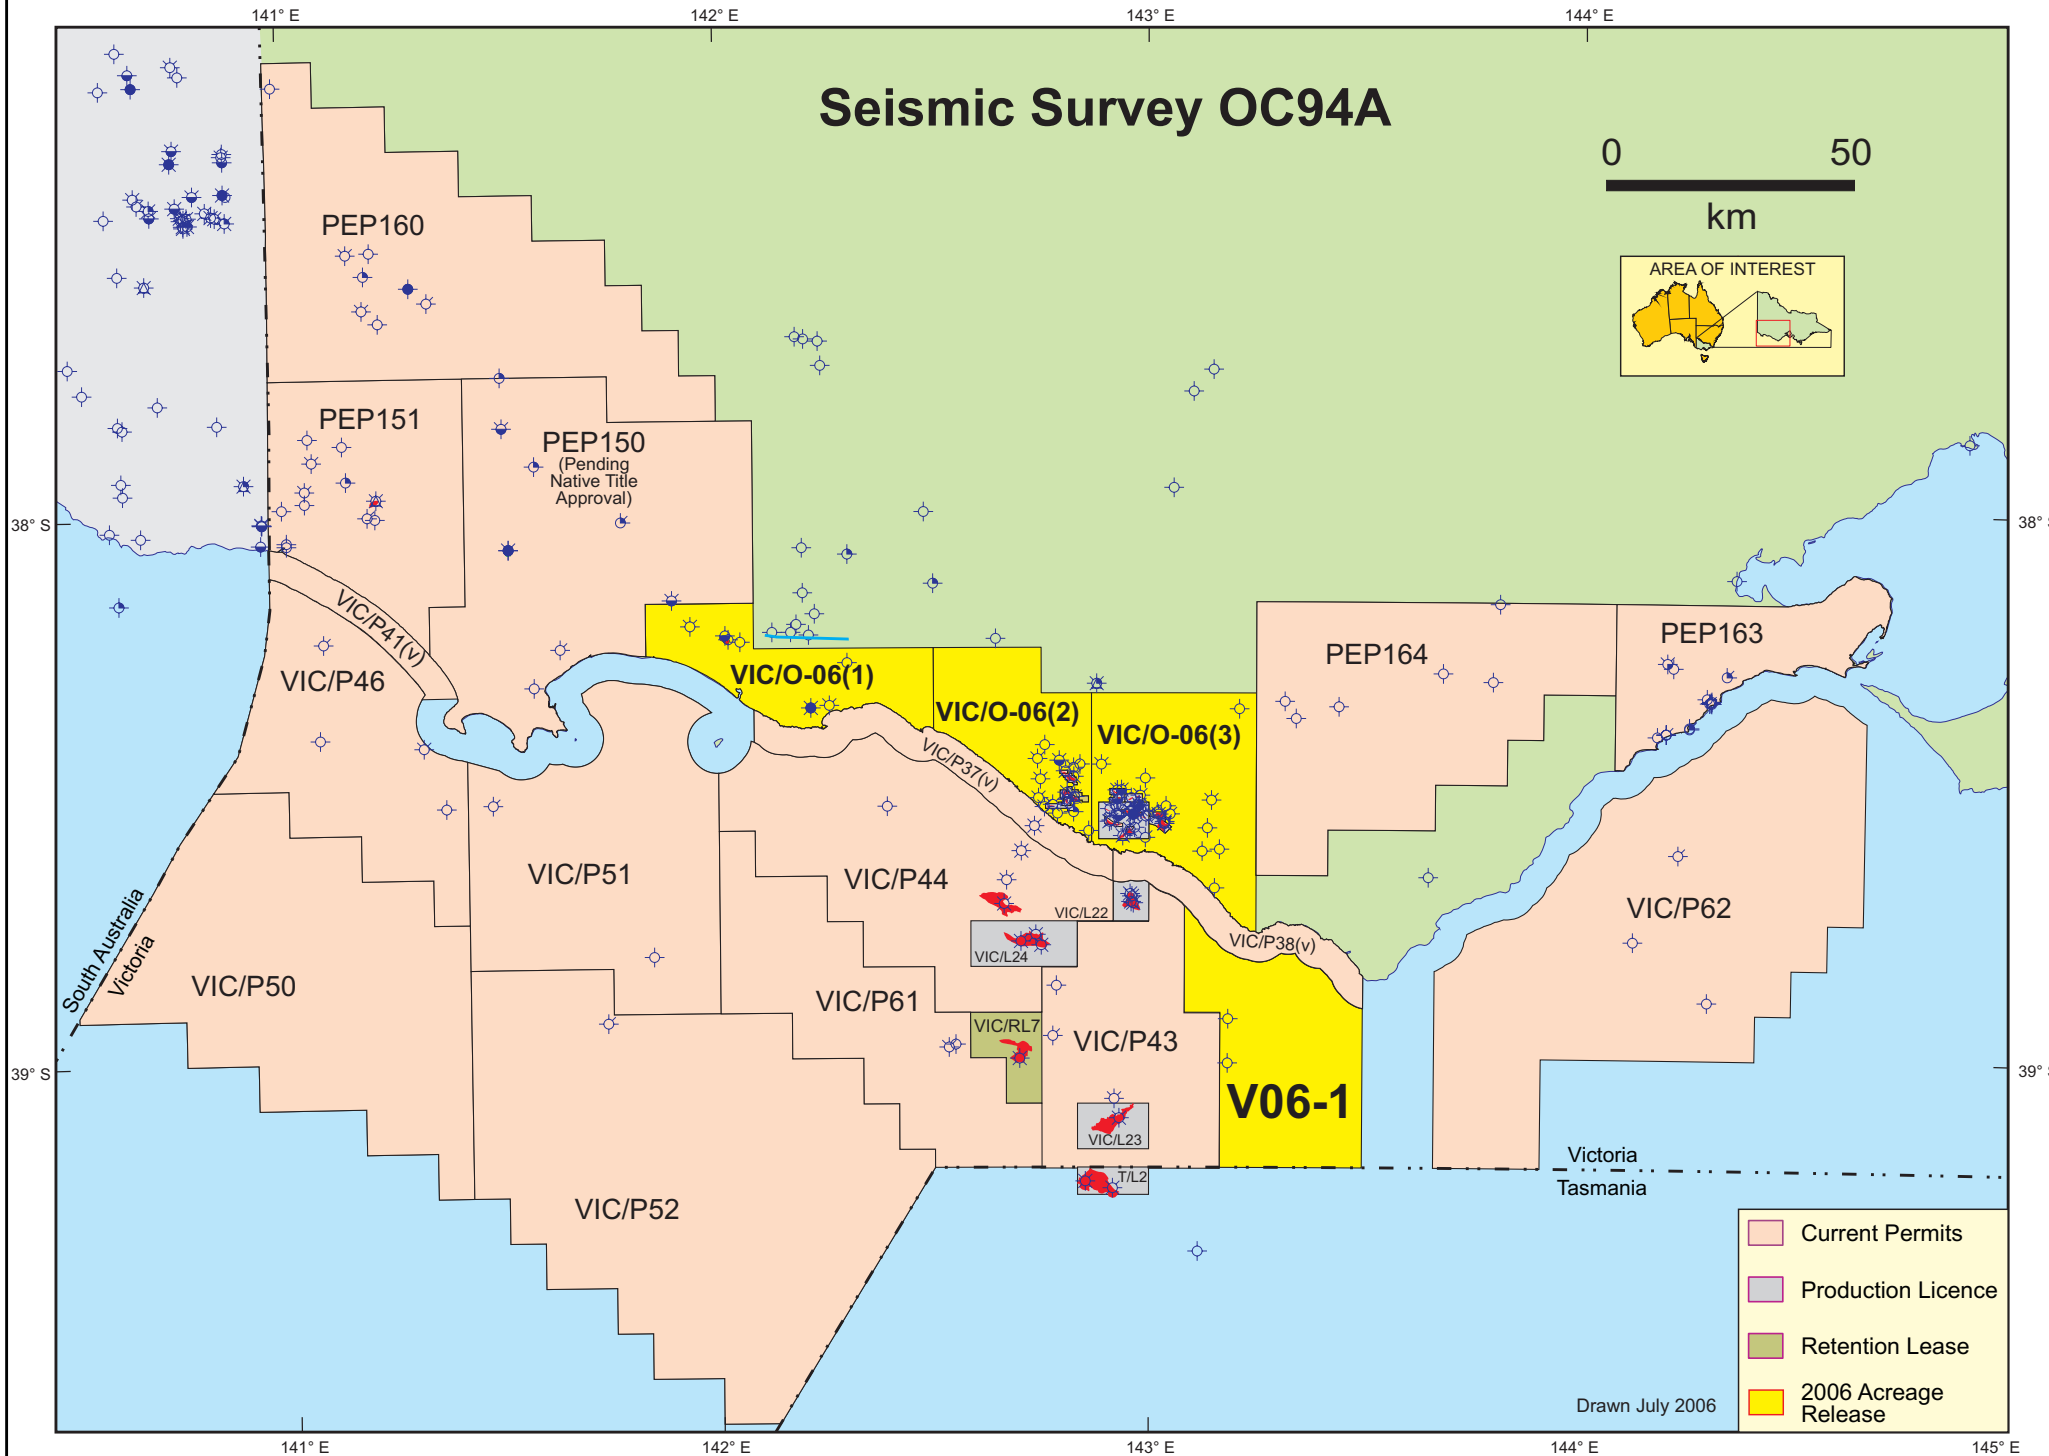 141° E
142° E
143° E
144° E
Seismic Survey OC94A
0 50
km
AREA OF INTEREST
PEP160
PEP151
PEP150
(Pending
Native Title
Approval)
38° S
38° S
VIC/P41(v)
VIC/P46
VIC/O-06(1)
VIC/O-06(2)
VIC/O-06(3)
PEP164
PEP163
VIC/P37(v)
VIC/P51
VIC/P44
VIC/L22
VIC/P62
VIC/P38(v)
VIC/L24
South Australia
Victoria
VIC/P50
VIC/P61
VIC/RL7
VIC/P43
39° S
39°
V06-1
VIC/L23
T/L2
Victoria
Tasmania
VIC/P52
Current Permits
Production Licence
Retention Lease
2006 Acreage
Release
Drawn July 2006
141° E
142° E
143° E
144° E
145° E